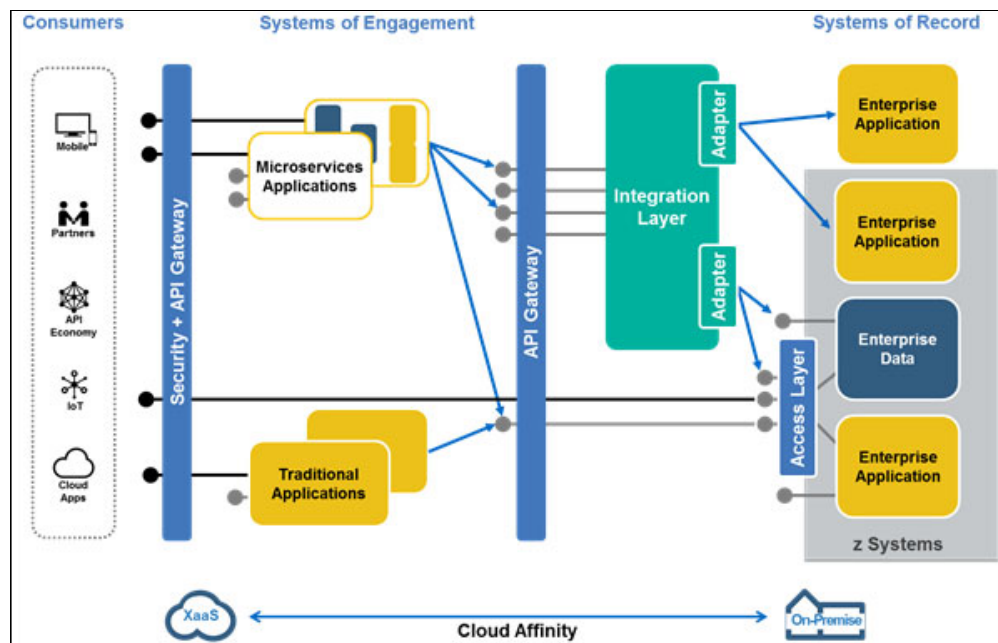 Consumers
Systems of Engagement
Systems of Record
Mobile
Partners
API
Economy
IoT
Cloud
Apps
Security + API Gateway
Microservices
Applications
Traditional
Applications
API Gateway
Integration
Layer
Adapter
Adapter
Access Layer
Enterprise
Application
Enterprise
Application
Enterprise
Data
Enterprise
Application
z Systems
XaaS
Cloud Affinity
On-Premise